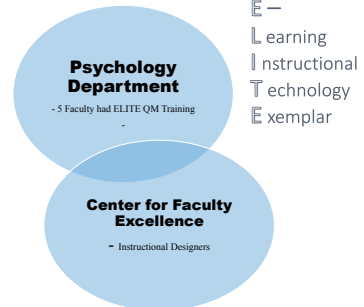 E –
L earning
I nstructional
T echnology
E xemplar
Psychology
Department
- 5 Faculty had ELITE QM Training
-
Center for Faculty
Excellence
- Instructional Designers